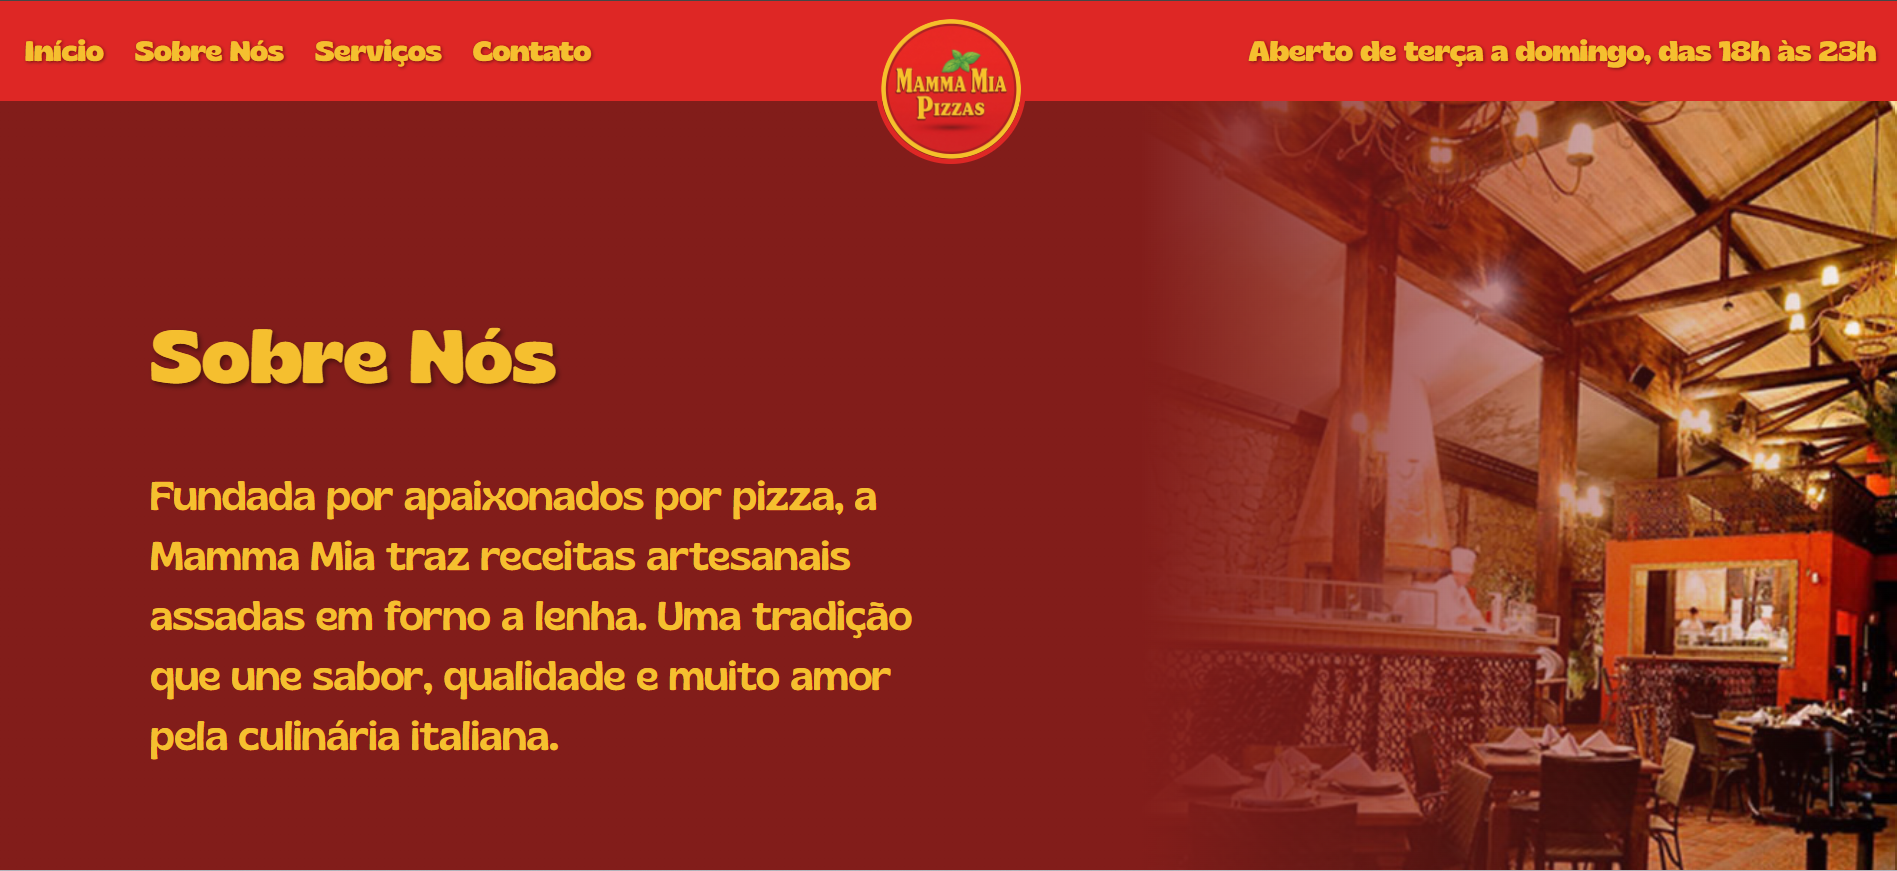 Início Sobre Nós Serviços Contato
MAMMA MIA
PIZZAS
Aberto de terça a domingo, das 18h às 23h
Sobre Nós
Fundada por apaixonados por pizza, a
Mamma Mia traz receitas artesanais
assadas em forno a lenha. Uma tradição
que une sabor, qualidade e muito amor
pela culinária italiana.